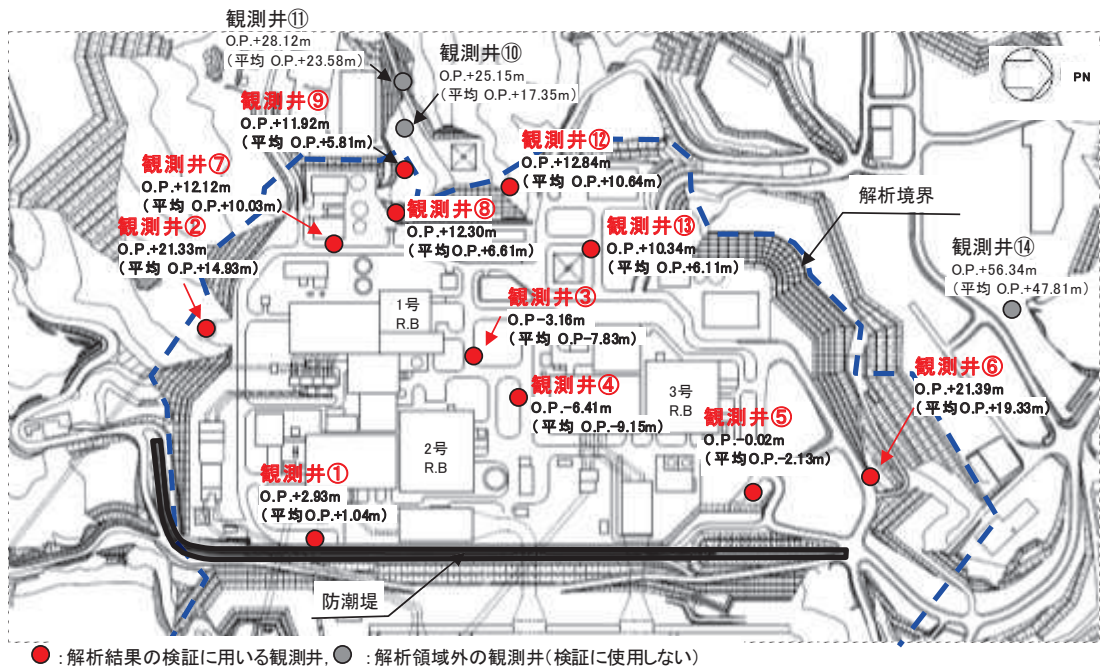 観測井⑪
O.P.+28.12m
(平均 O.P.+23.58m)
観測井⑩
O.P.+25.15m
(平均 O.P.+17.35m)
PN
観測井⑨
O.P.+11.92m
(平均 O.P.+5.81m)
観測井⑫
O.P.+12.84m
(平均 O.P.+10.64m)
観測井⑦
O.P.+12.12m
(平均 O.P.+10.03m)
解析境界
観測井⑧
O.P.+12.30m
(平均 O.P.+6.61m)
観測井②
O.P.+21.33m
(平均 O.P.+14.93m)
観測井⑬
O.P.+10.34m
(平均 O.P.+6.11m)
観測井⑭
O.P.+56.34m
(平均 O.P.+47.81m)
観測井③
O.P-3.16m
(平均 O.P-7.83m)
1号
R.B
観測井⑥
O.P.+21.39m
(平均O.P.+19.33m)
観測井④
O.P.-6.41m
(平均 O.P.-9.15m)
3号
R.B
観測井⑤
O.P.-0.02m
(平均O.P.-2.13m)
2号
R.B
観測井①
O.P.+2.93m
(平均O.P.+1.04m)
防潮堤
:解析結果の検証に用いる観測井, :解析領域外の観測井(検証に使用しない)